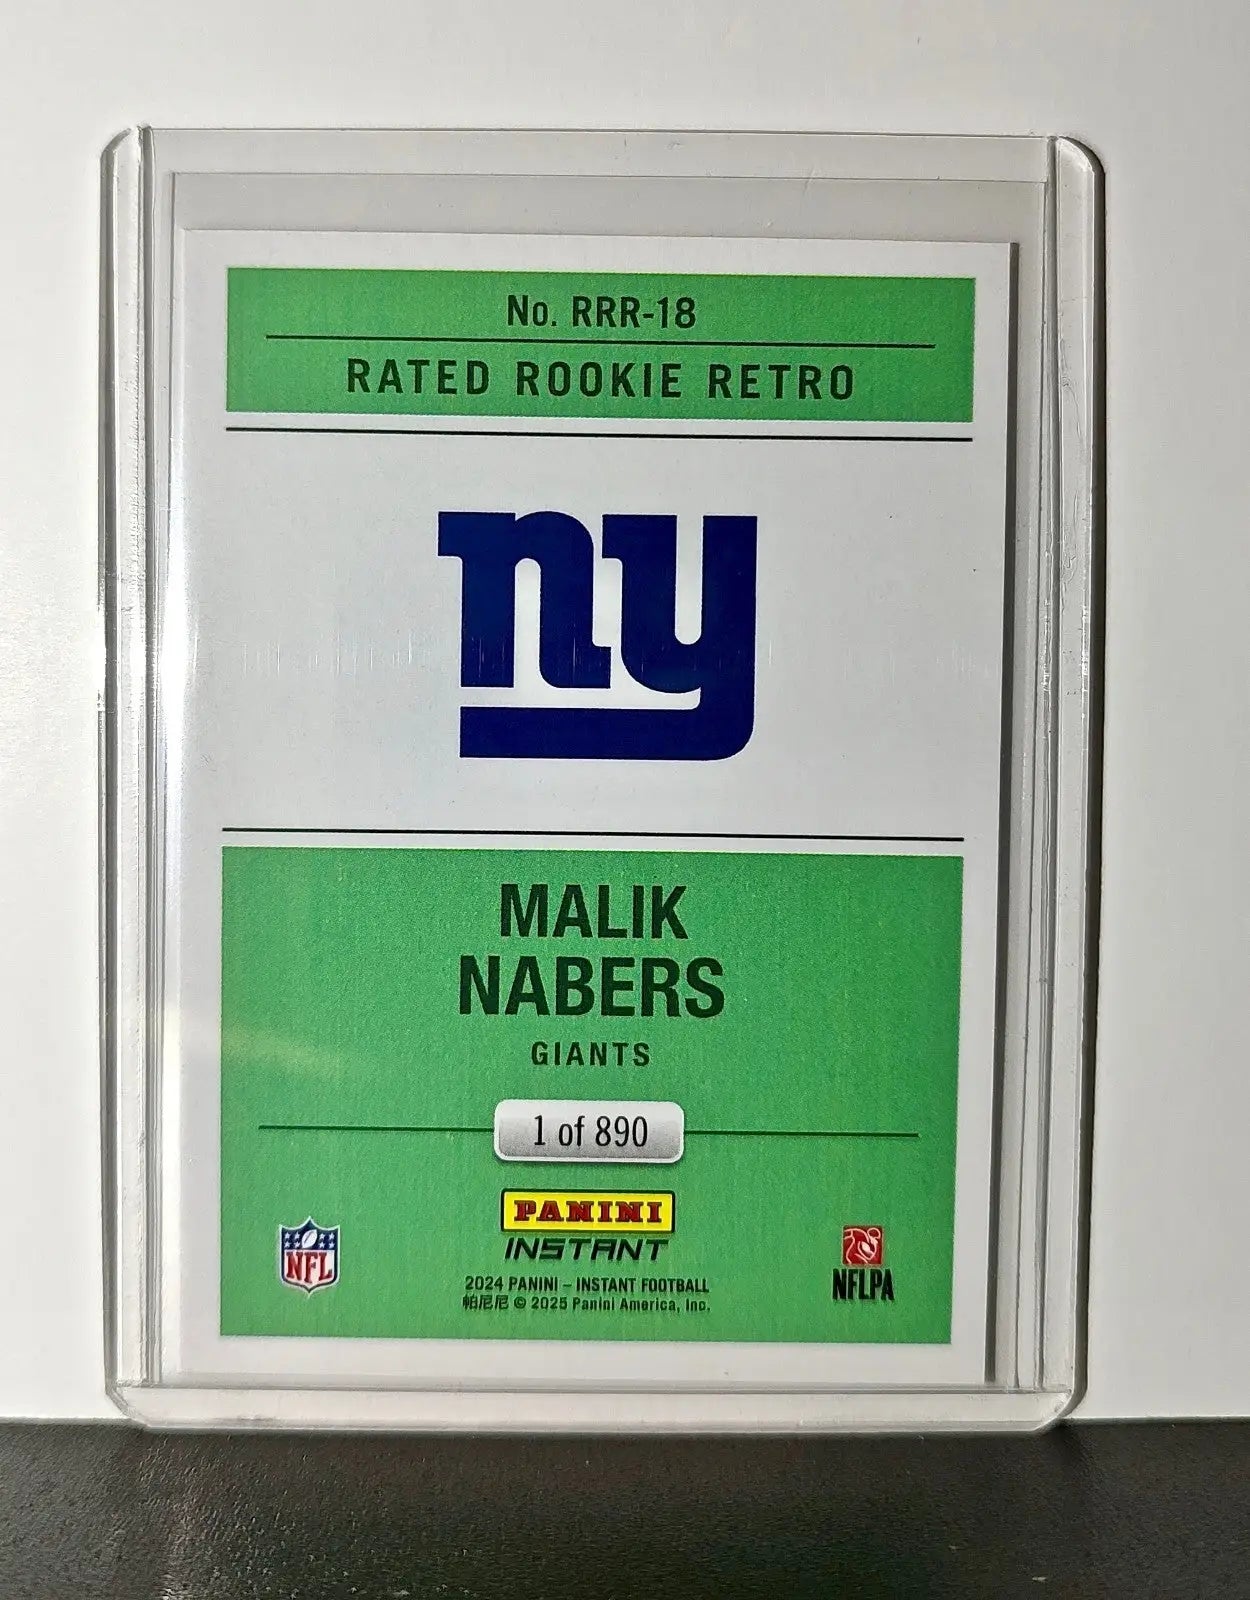 No. RRR-18
RATED ROOKIE RETRO
ny
MALIK
NABERS
GIANTS
1 of 890
PANINI
INSTANT
NFL
NFLPA
2024 PANINI – INSTANT FOOTBALL
帕尼尼 © 2025 Panini America, Inc.